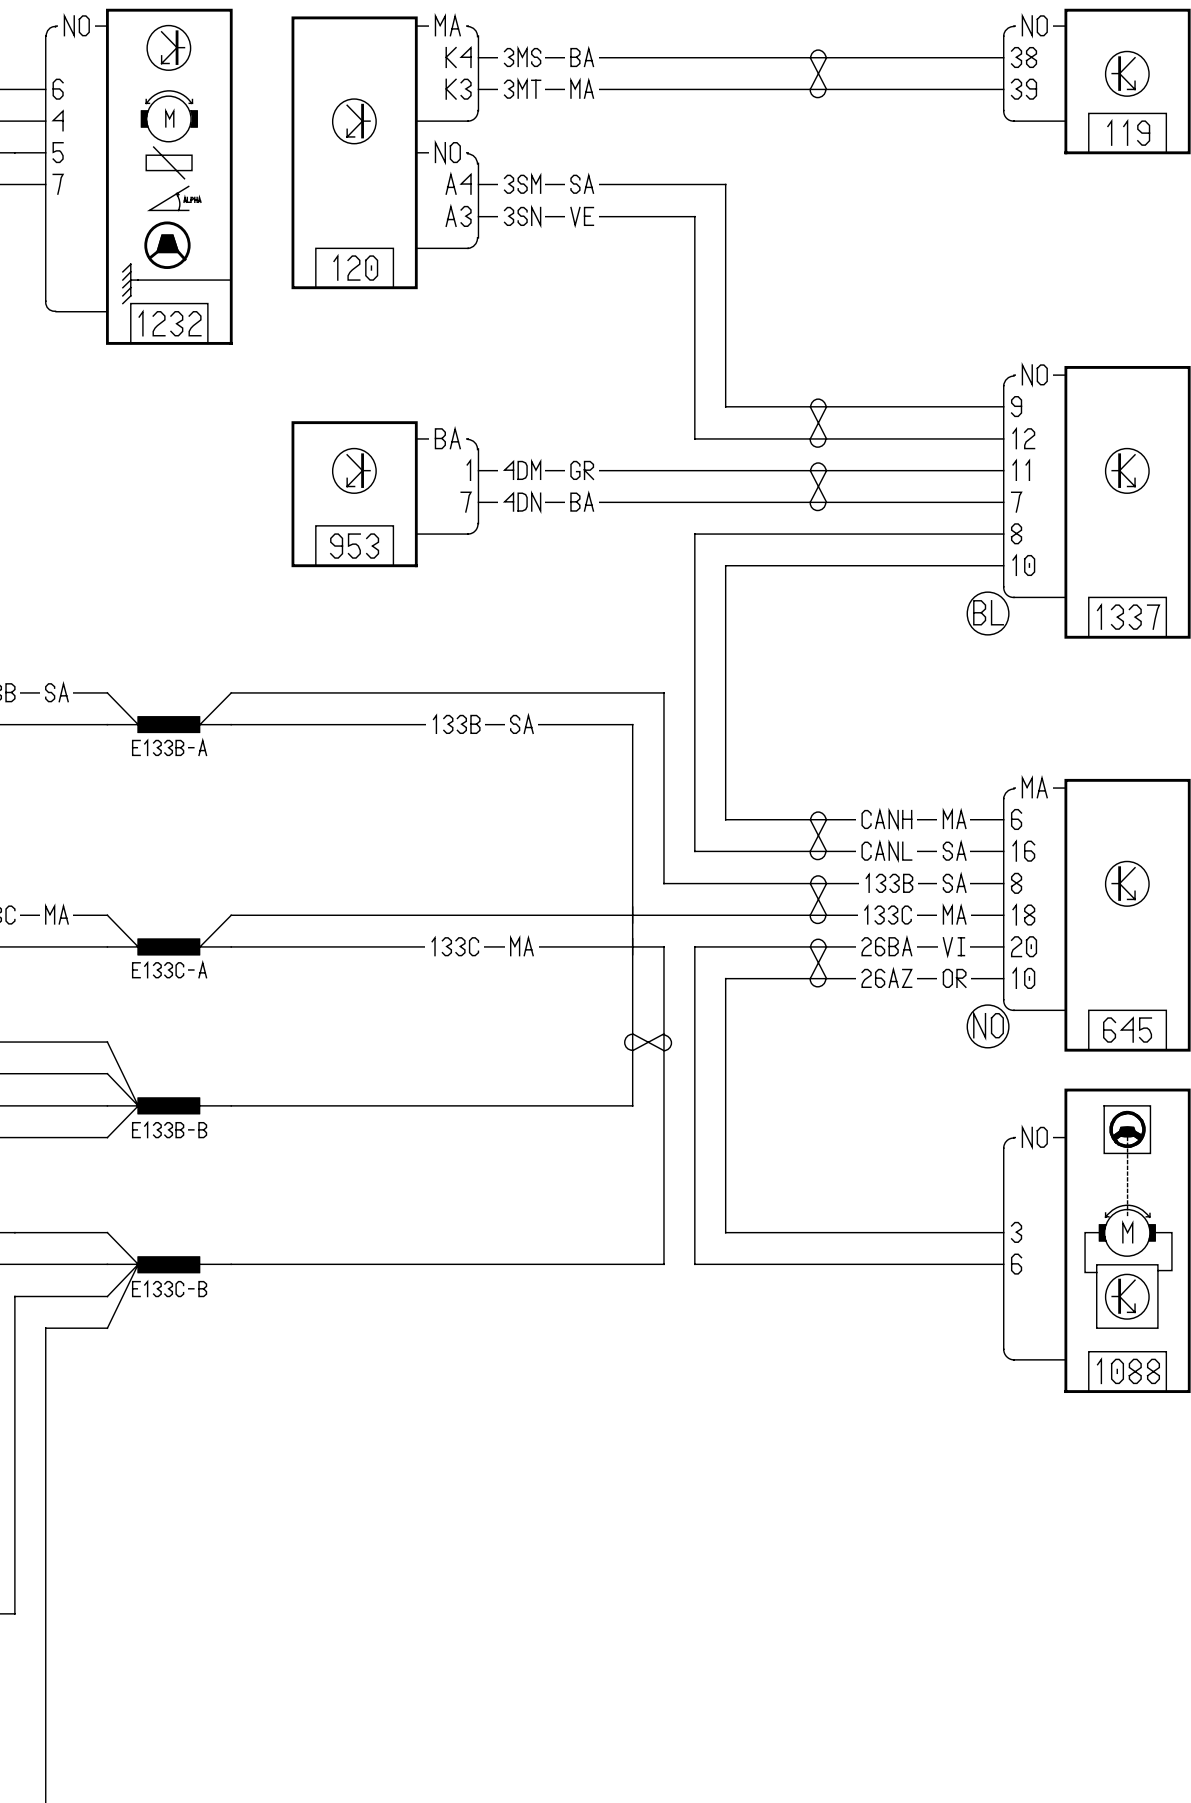 NO
6
4
5
7
M
ALPHA
1232
MA
K4 3MS BA
K3 3MT MA
NO
A4 3SM SA
A3 3SN VE
120
NO
38
39
119
BA
1 4DM GR
7 4DN BA
953
NO
9
12
11
7
8
10
BL
1337
B SA
E133B-A
133B SA
C MA
E133C-A
133C MA
E133B-B
E133C-B
MA
CANH MA 6
CANL SA 16
133B SA 8
133C MA 18
26BA VI 20
26AZ OR 10
NO
645
NO
3
6
M
1088